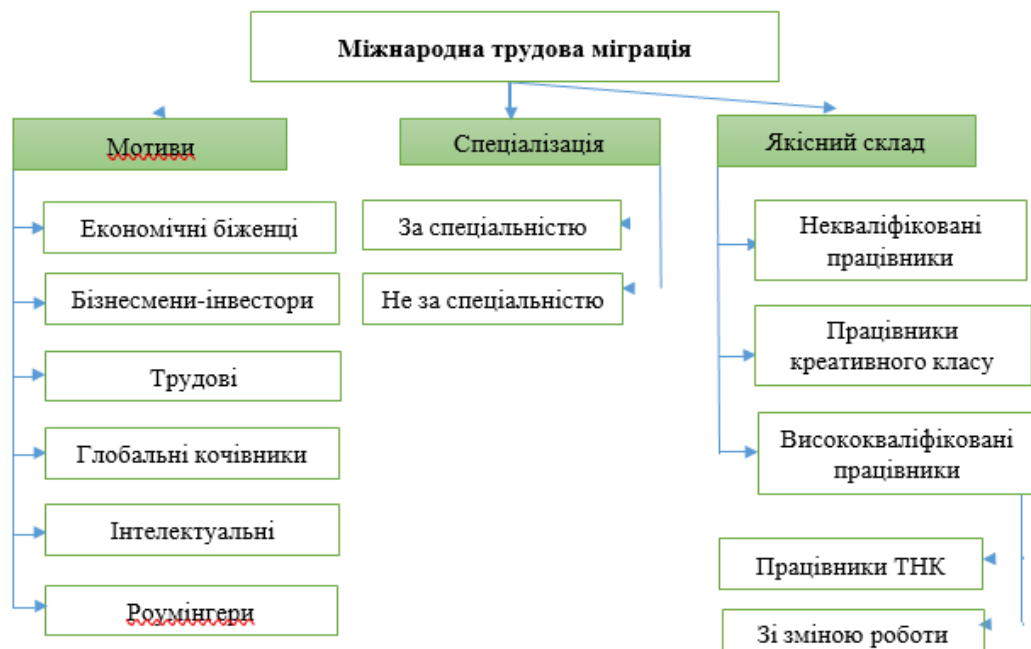 Міжнародна трудова міграція
Мотиви
Економічні біженці
Бізнесмени-інвестори
Трудові
Глобальні кочівники
Інтелектуальні
Роумінгери
Спеціалізація
За спеціальністю
Не за спеціальністю
Якісний склад
Некваліфіковані
працівники
Працівники
креативного класу
Висококваліфіковані
працівники
Працівники ТНК
Зі зміною роботи